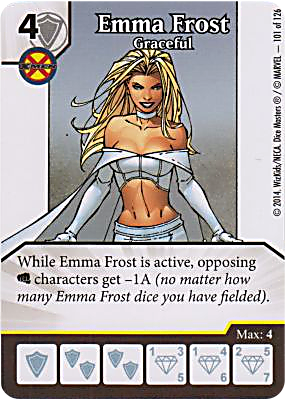 4
Emma Frost
Graceful
X-MEN
© 2014, WizKids/NECA. Dice Masters ® / © MARVEL — 101 of 126
While Emma Frost is active, opposing
characters get –1A (no matter how
many Emma Frost dice you have fielded).
Max: 4
1 3 5
1 4 7
2 5 7